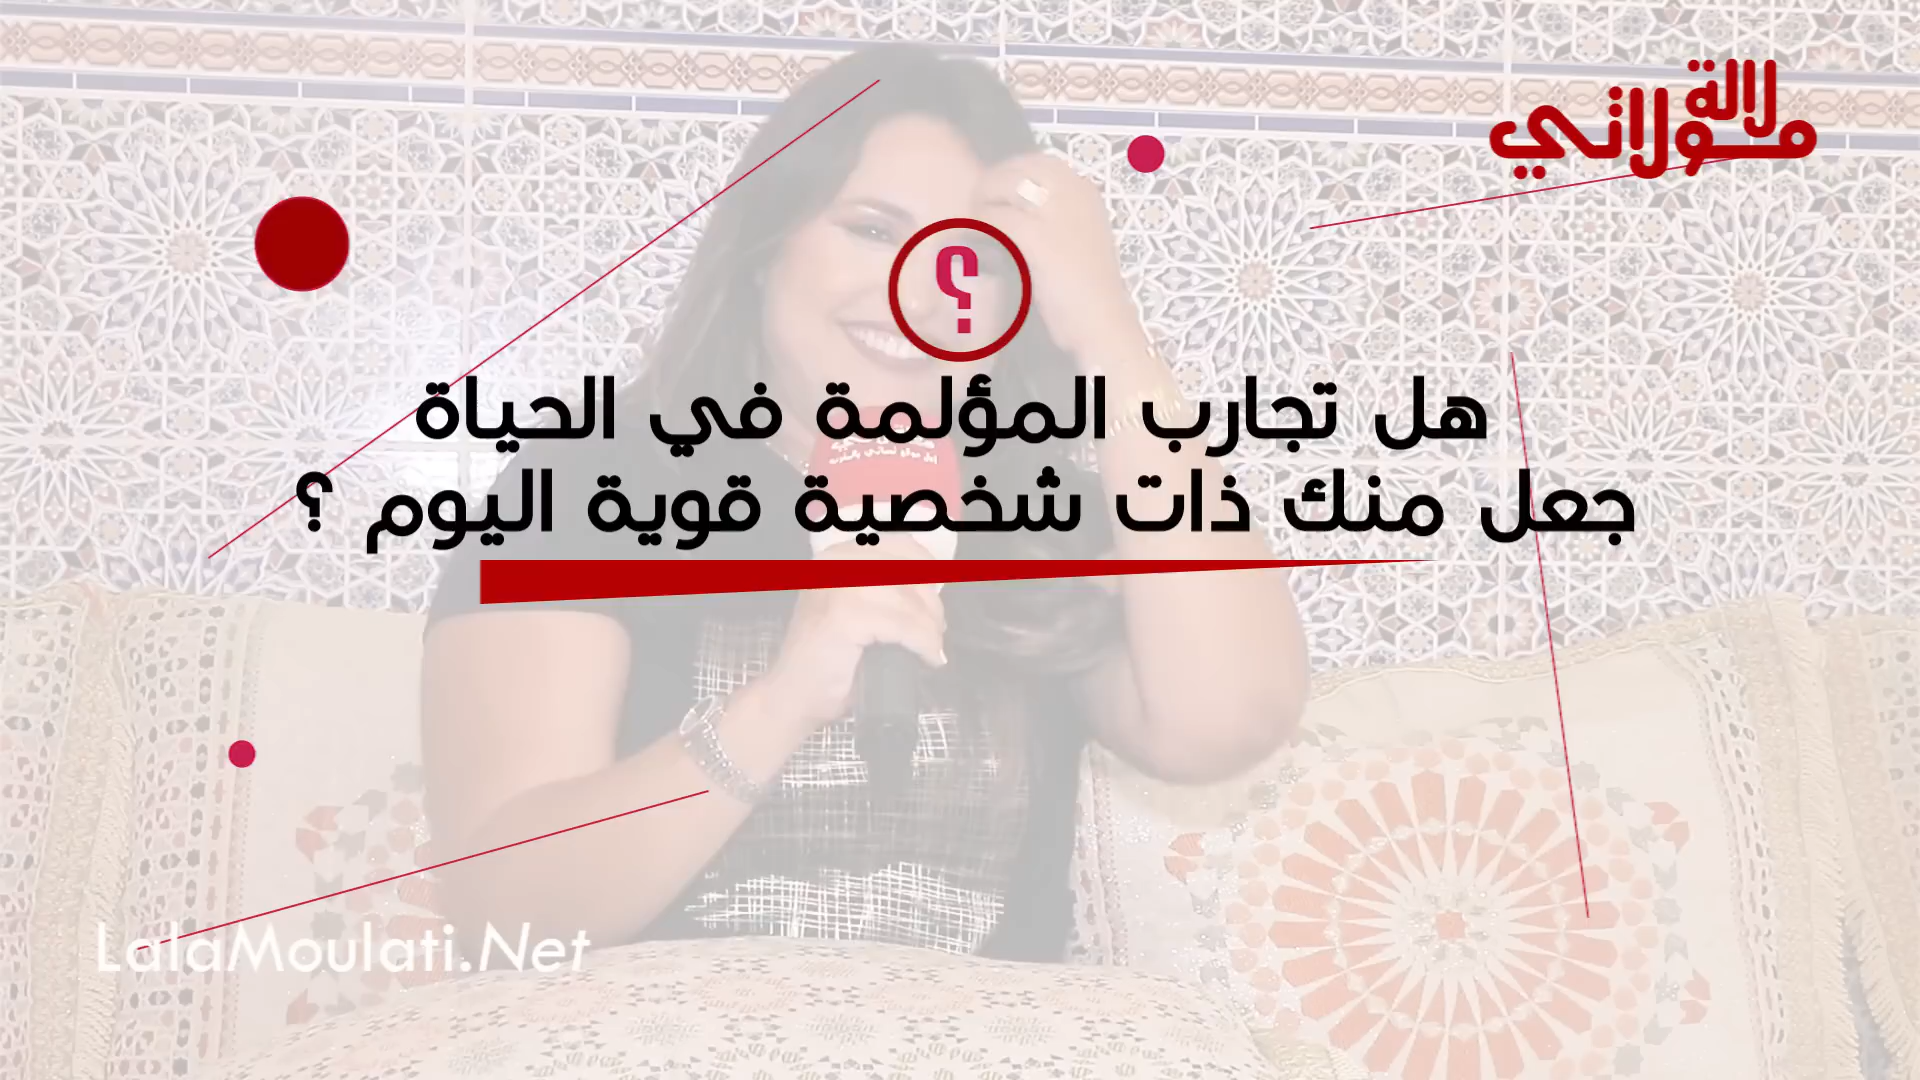 لالة
مولاتي
؟
هل تجارب المؤلمة في الحياة
جعل منك ذات شخصية قوية اليوم ؟
LalaMoulati.Net